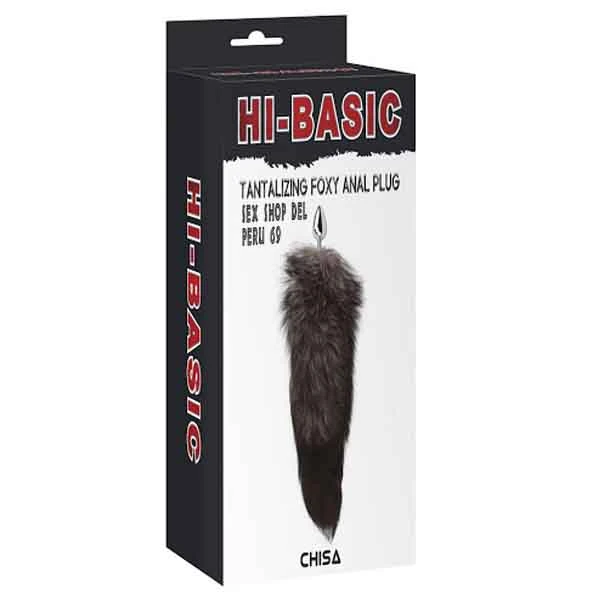 HI-BASIC
TANTALIZING FOXY ANAL PLUG
SEX SHOP DEL
PERU 69
CHISA
HI-BASIC